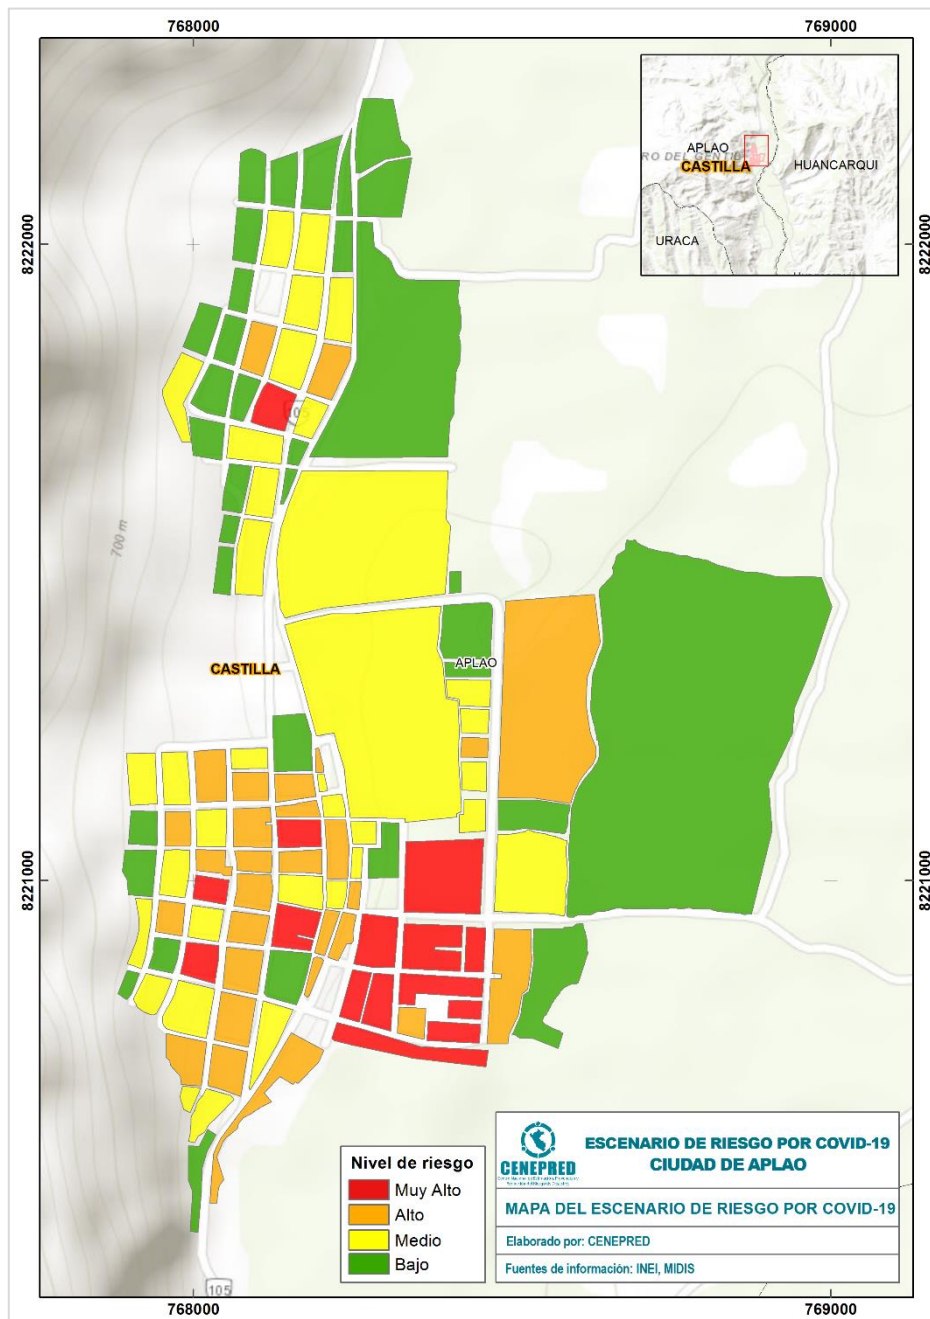 768000
769000
8222000
8222000
APLAO
CASTILLA
HUANCARQUI
URACA
105
700 m
CASTILLA
APLAO
8221000
8221000
Nivel de riesgo
Muy Alto
Alto
Medio
Bajo
CENEPRED
ESCENARIO DE RIESGO POR COVID-19
CIUDAD DE APLAO
MAPA DEL ESCENARIO DE RIESGO POR COVID-19
Elaborado por: CENEPRED
Fuentes de información: INEI, MIDIS
105
768000
769000